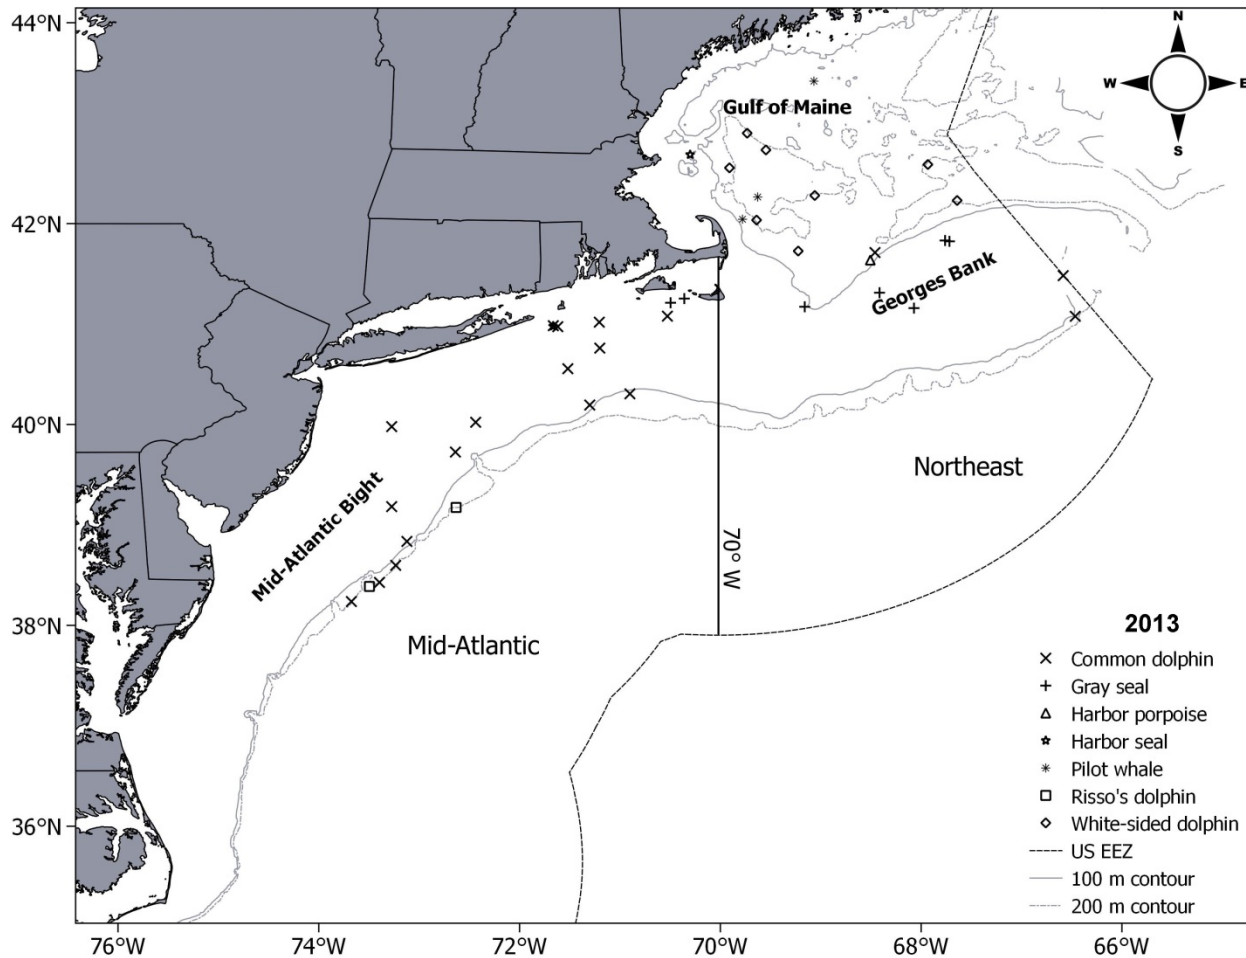 44°N
42°N
40°N
38°N
36°N
N
W
E
S
Gulf of Maine
Georges Bank
Northeast
Mid-Atlantic Bight
70° W
Mid-Atlantic
2013
Common dolphin
Gray seal
Harbor porpoise
Harbor seal
Pilot whale
Risso's dolphin
White-sided dolphin
US EEZ
100 m contour
200 m contour
76°W
74°W
72°W
70°W
68°W
66°W